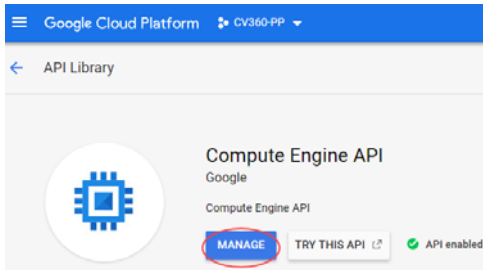 Google Cloud Platform CV360-PP
API Library
Compute Engine API
Google
Compute Engine API
MANAGE TRY THIS API API enabled